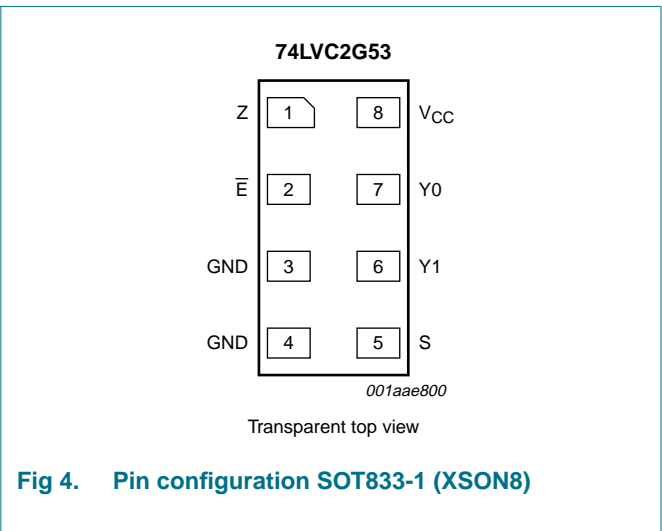 74LVC2G53
Z 1 8 VCC
E̅ 2 7 Y0
GND 3 6 Y1
GND 4 5 S
001aae800
Transparent top view
Fig 4. Pin configuration SOT833-1 (XSON8)